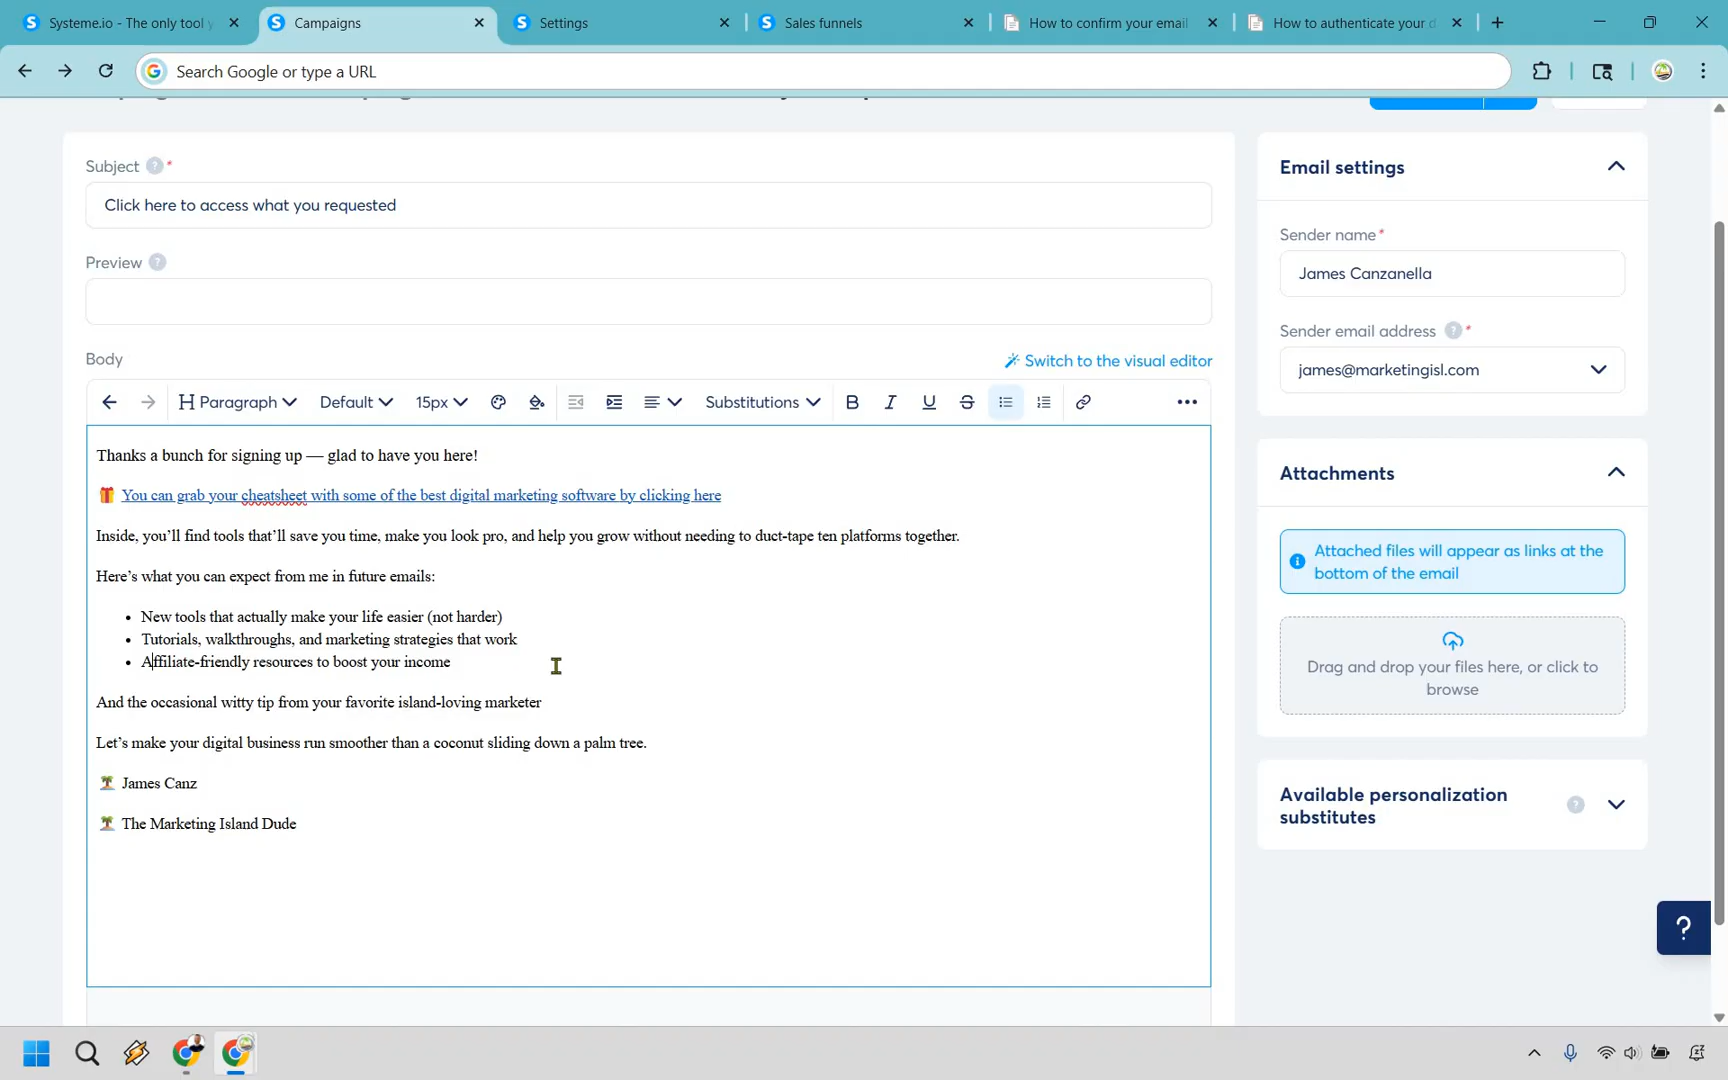 Systeme.io - The only tool y
Campaigns
Settings
Sales funnels
How to confirm your email
How to authenticate your d
Search Google or type a URL
Subject ? *
Click here to access what you requested
Preview ?
Body
Switch to the visual editor
H Paragraph
Default
15px
Substitutions
B I U S
Thanks a bunch for signing up — glad to have you here!
🎁 You can grab your cheatsheet with some of the best digital marketing software by clicking here
Inside, you’ll find tools that’ll save you time, make you look pro, and help you grow without needing to duct-tape ten platforms together.
Here’s what you can expect from me in future emails:
• New tools that actually make your life easier (not harder)
• Tutorials, walkthroughs, and marketing strategies that work
• Affiliate-friendly resources to boost your income
And the occasional witty tip from your favorite island-loving marketer
Let’s make your digital business run smoother than a coconut sliding down a palm tree.
🏝️ James Canz
🏝️ The Marketing Island Dude
Email settings
Sender name *
James Canzanella
Sender email address ? *
james@marketingisl.com
Attachments
Attached files will appear as links at the
bottom of the email
Drag and drop your files here, or click to
browse
Available personalization
substitutes ?
?